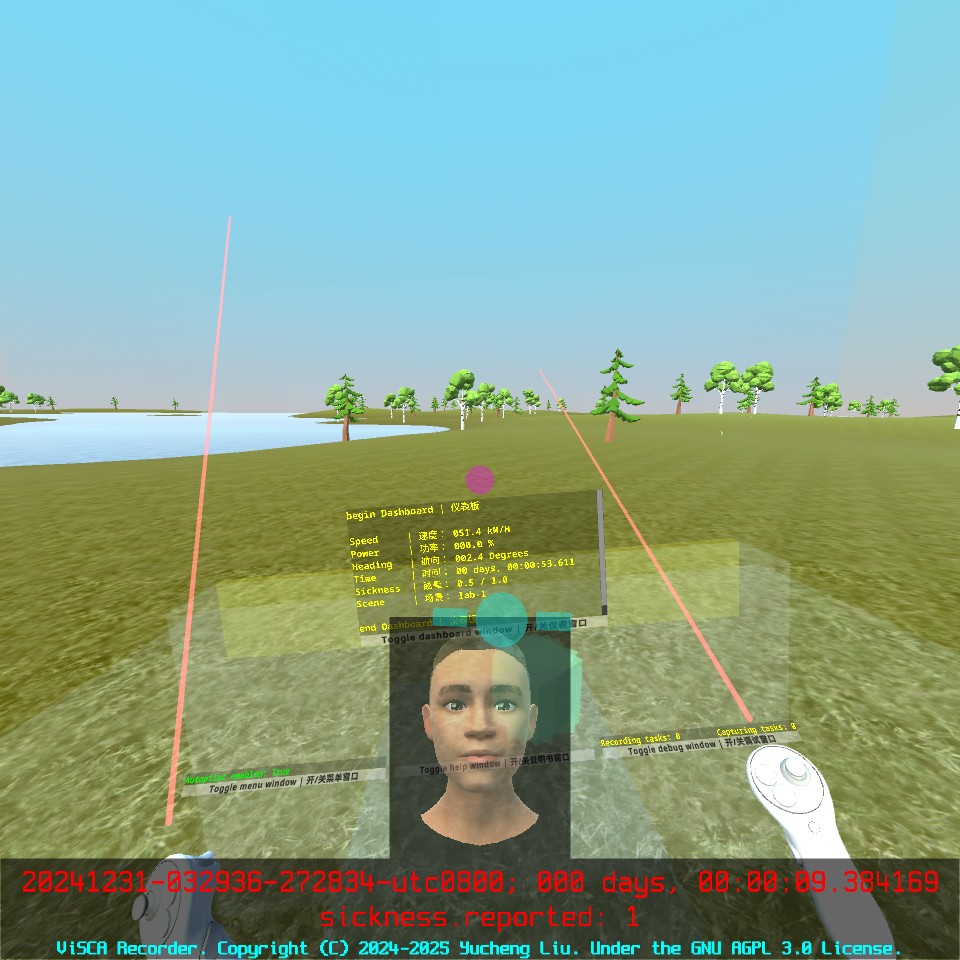 begin Dashboard | 仪表板
Speed | 速度: 051.4 kW/H
Power | 功率: 000.0 %
Heading | 航向: 002.4 Degrees
Time | 时间: 00 days, 00:00:53.611
Sickness | 0.5 / 1.0
Scene | 场景: lab-1
end Dashboard |
Toggle dashboard window | 开/关仪表窗口
Recording tasks: 0 Capturing tasks: 0
Toggle debug window | 开/关调试窗口
Toggle help window | 开/关说明书窗口
Autopilot enabled: True
Toggle menu window | 开/关菜单窗口
20241231-032936-272834-utc0800; 000 days, 00:00:09.384169
sickness.reported: 1
ViSCA Recorder. Copyright (C) 2024-2025 Yucheng Liu. Under the GNU AGPL 3.0 License.